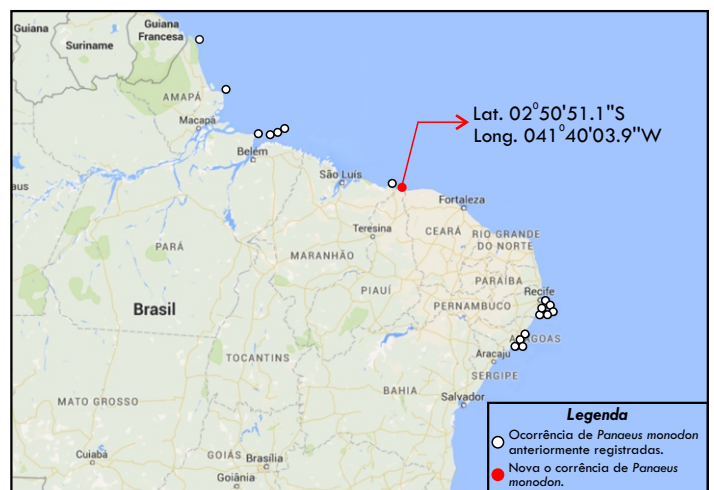 Guiana
Suriname
Guiana
Francesa
AMAPÁ
Macapá
Belém
São Luís
Fortaleza
Teresina
CEARÁ
RIO GRANDE
DO NORTE
PARÁ
MARANHÃO
PARAÍBA
PIAUÍ
Recife
PERNAMBUCO
Brasil
AGOAS
TOCANTINS
Aracaju
SERGIPE
BAHIA
Salvador
MATO GROSSO
Cuiabá
GOIÁS
Brasília
Goiânia
aus
Lat. 02°50'51.1"S
Long. 041°40'03.9"W
Legenda
Ocorrência de Panaeus monodon
anteriormente registradas.
Nova o corrência de Panaeus
monodon.